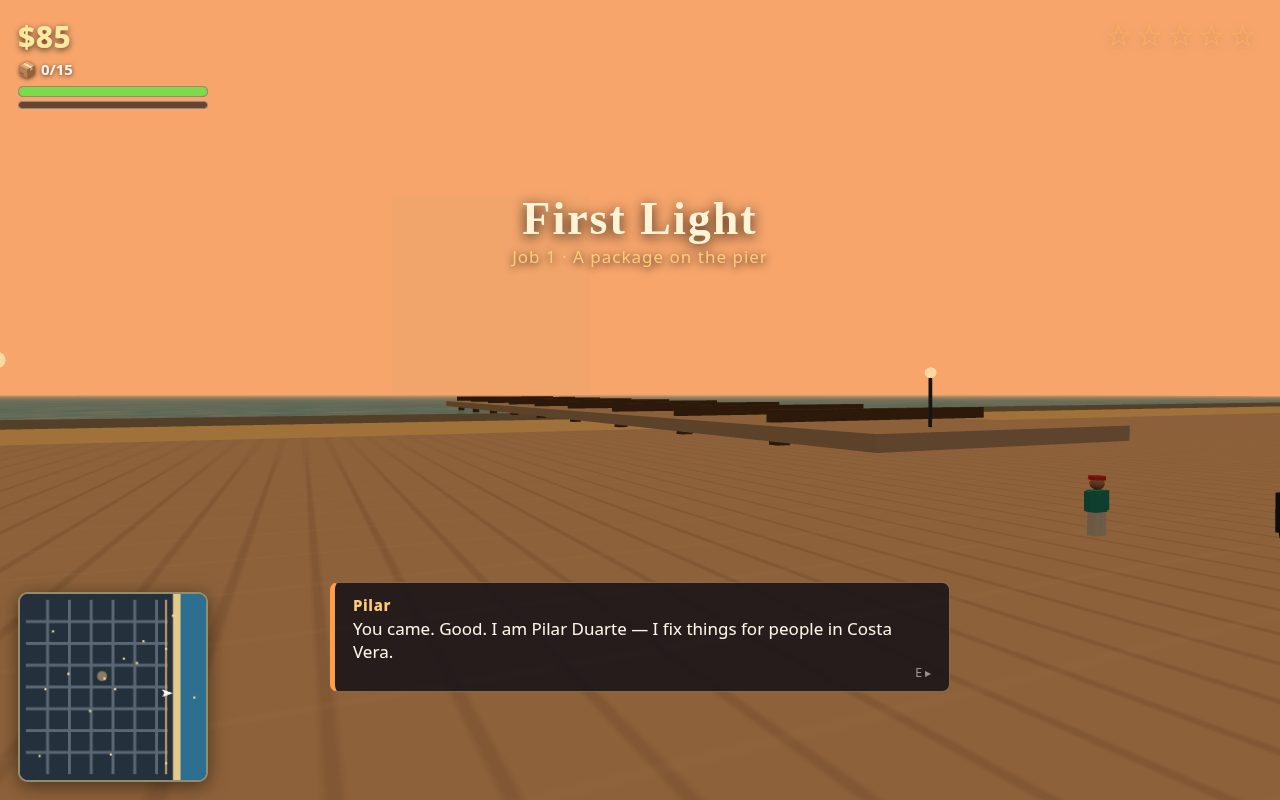 $85
📦 0/15
☆☆☆☆☆
First Light
Job 1 · A package on the pier
Pilar
You came. Good. I am Pilar Duarte — I fix things for people in Costa
Vera.
E ▸